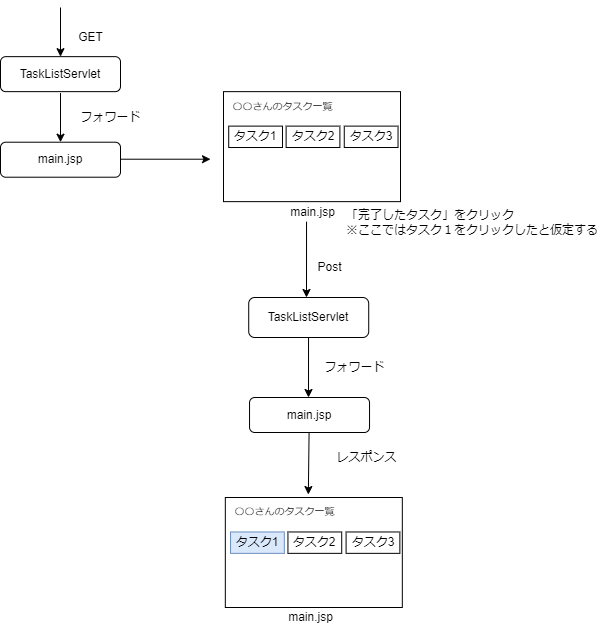 GET
TaskListServlet
フォワード
main.jsp
〇〇さんのタスク一覧
タスク1
タスク2
タスク3
main.jsp
「完了したタスク」をクリック
※ここではタスク１をクリックしたと仮定する
Post
TaskListServlet
フォワード
main.jsp
レスポンス
〇〇さんのタスク一覧
タスク1
タスク2
タスク3
main.jsp